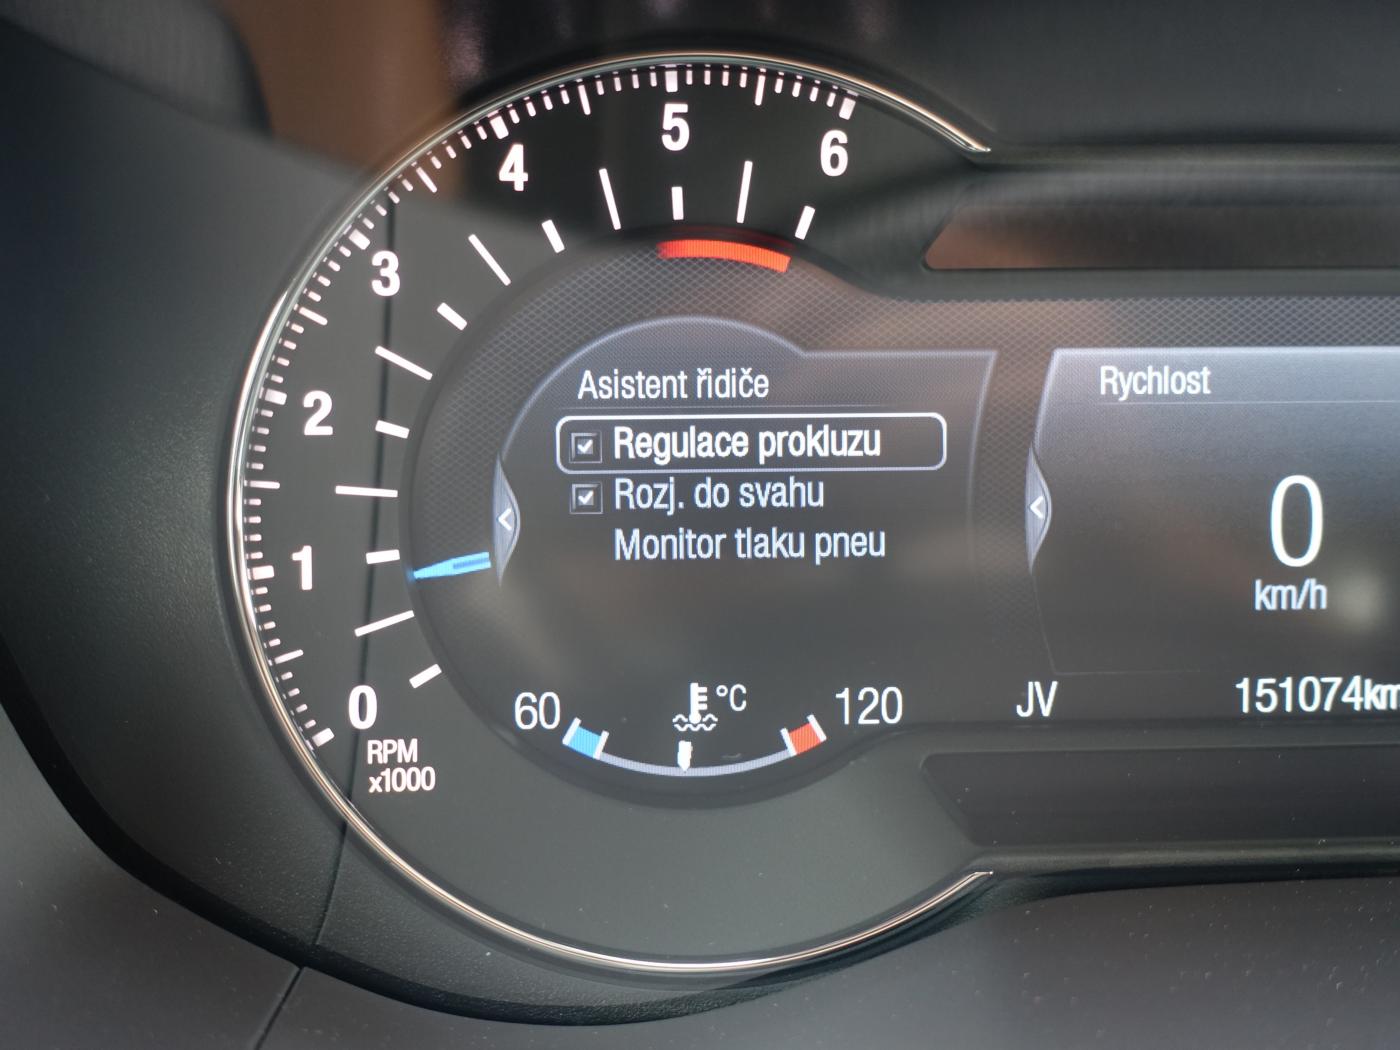 6
5
4
3
2
1
0
RPM
x1000
Asistent řidiče
Regulace prokluzu
Rozj. do svahu
Monitor tlaku pneu
60
°C
120
Rychlost
0
km/h
JV
151074km